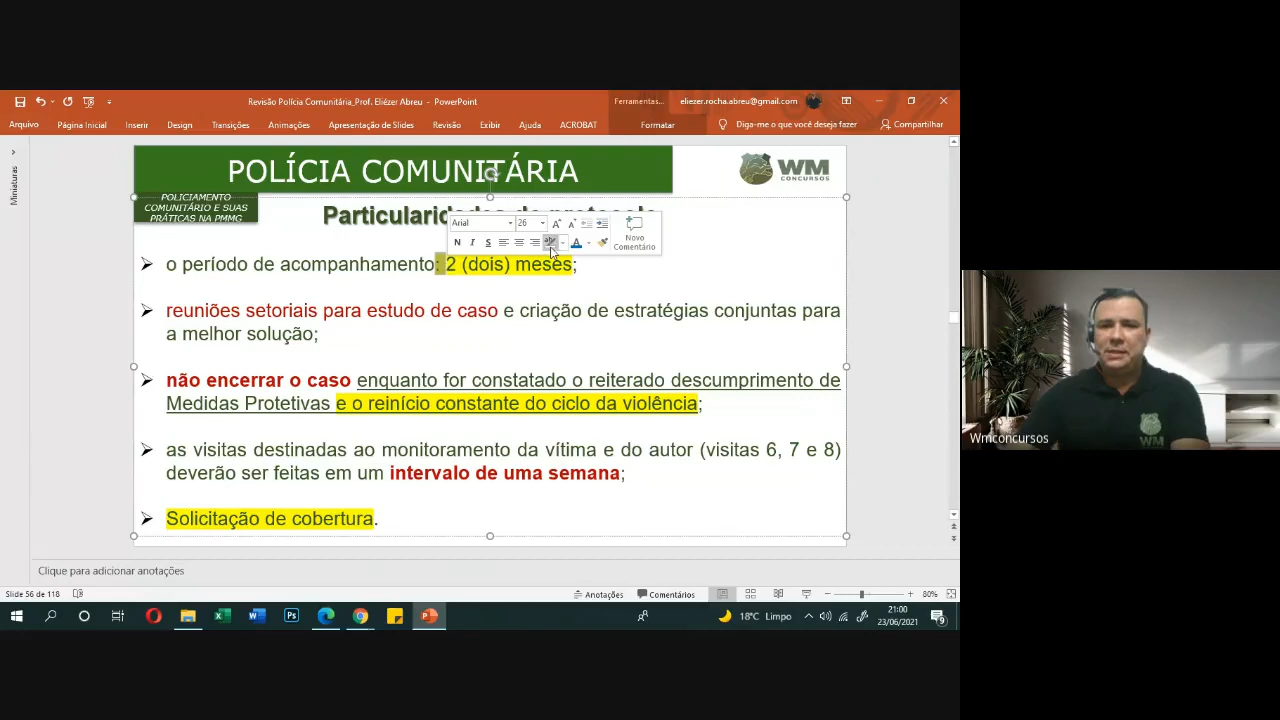 Revisão Polícia Comunitária_Prof. Eliézer Abreu - PowerPoint
Ferramentas...
eliezer.rocha.abreu@gmail.com
Arquivo
Página Inicial
Inserir
Design
Transições
Animações
Apresentação de Slides
Revisão
Exibir
Ajuda
ACROBAT
Formatar
Diga-me o que você deseja fazer
Compartilhar
Miniaturas
POLÍCIA COMUNITÁRIA
WM
CONCURSOS
POLICIAMENTO
COMUNITÁRIO E SUAS
PRÁTICAS NA PMMG
Arial
26
N I S
Novo
Comentário
➢ o período de acompanhamento: 2 (dois) meses;
➢ reuniões setoriais para estudo de caso e criação de estratégias conjuntas para
a melhor solução;
➢ não encerrar o caso enquanto for constatado o reiterado descumprimento de
Medidas Protetivas e o reinício constante do ciclo da violência;
➢ as visitas destinadas ao monitoramento da vítima e do autor (visitas 6, 7 e 8)
deverão ser feitas em um intervalo de uma semana;
➢ Solicitação de cobertura.
WM
Wmconcursos
Clique para adicionar anotações
Slide 56 de 118
Anotações
Comentários
80%
18°C Limpo
21:00
23/06/2021
9